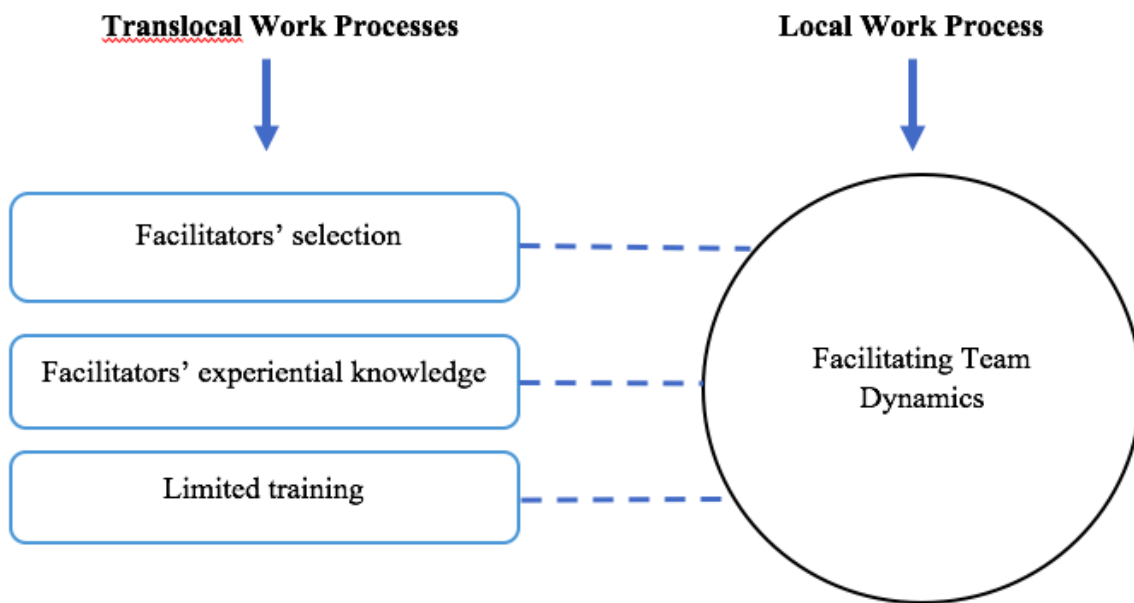 Translocal Work Processes
Local Work Process
Facilitators’ selection
Facilitators’ experiential knowledge
Limited training
Facilitating Team
Dynamics